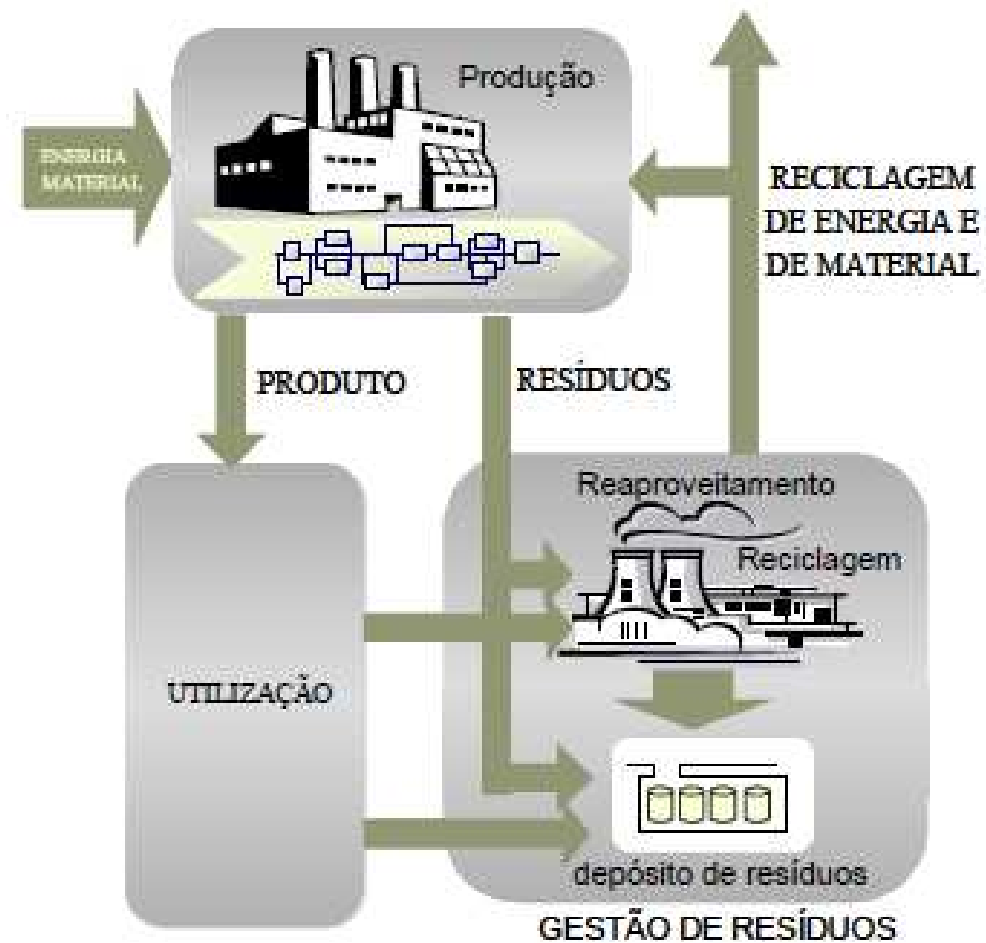 Produção
ENERGIA
MATERIAL
RECICLAGEM
DE ENERGIA E
DE MATERIAL
PRODUTO
RESÍDUOS
Reaproveitamento
Reciclagem
UTILIZAÇÃO
depósito de resíduos
GESTÃO DE RESÍDUOS